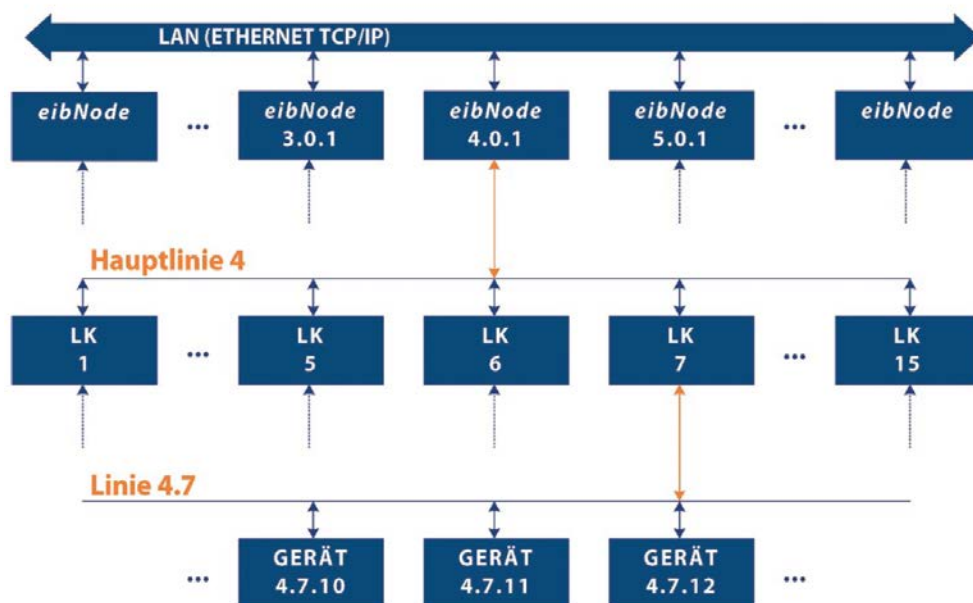 LAN (ETHERNET TCP/IP)
eibNode
...
eibNode
3.0.1
eibNode
4.0.1
eibNode
5.0.1
...
eibNode
Hauptlinie 4
LK
1
...
LK
5
LK
6
LK
7
...
LK
15
Linie 4.7
...
GERÄT
4.7.10
GERÄT
4.7.11
GERÄT
4.7.12
...